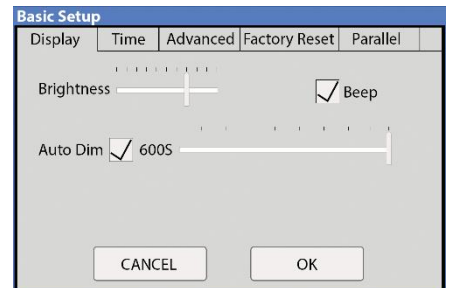 Basic Setup
Display Time Advanced Factory Reset Parallel
Brightness Beep
Auto Dim 600S
CANCEL OK